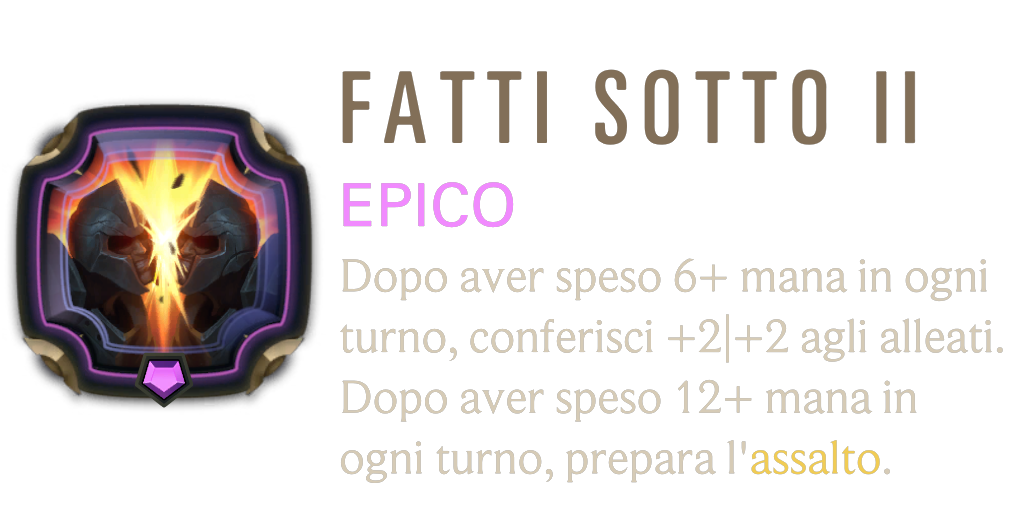 FATTI SOTTO II
EPICO
Dopo aver speso 6+ mana in ogni
turno, conferisci +2|+2 agli alleati.
Dopo aver speso 12+ mana in
ogni turno, prepara l'assalto.